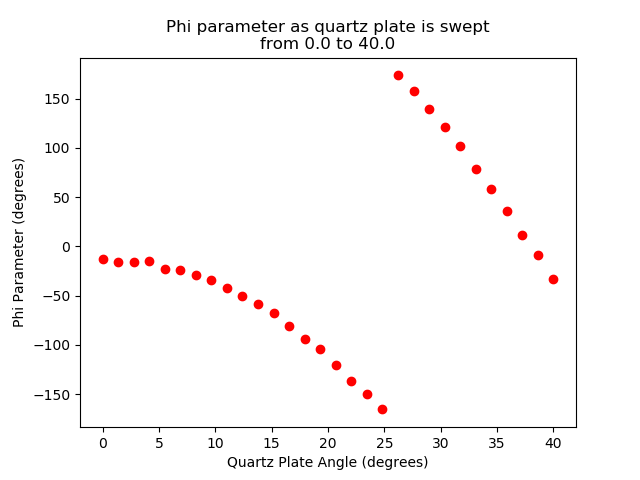 Phi parameter as quartz plate is swept
from 0.0 to 40.0
Phi Parameter (degrees)
150
100
50
0
−50
−100
−150
0 5 10 15 20 25 30 35 40
Quartz Plate Angle (degrees)